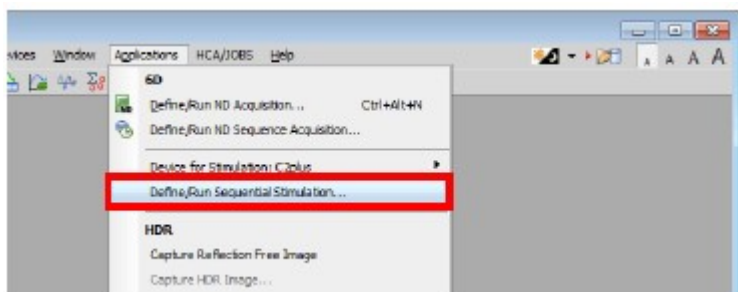 Window Applications HCA/JOBS Help
A A A A
6D
Define/Run ND Acquisition... Ctrl+Alt+N
Define/Run ND Sequence Acquisition...
Device for Stimulation: C2plus
Define/Run Sequential Stimulation...
HDR
Capture Reflection Free Image
Capture HDR Image...